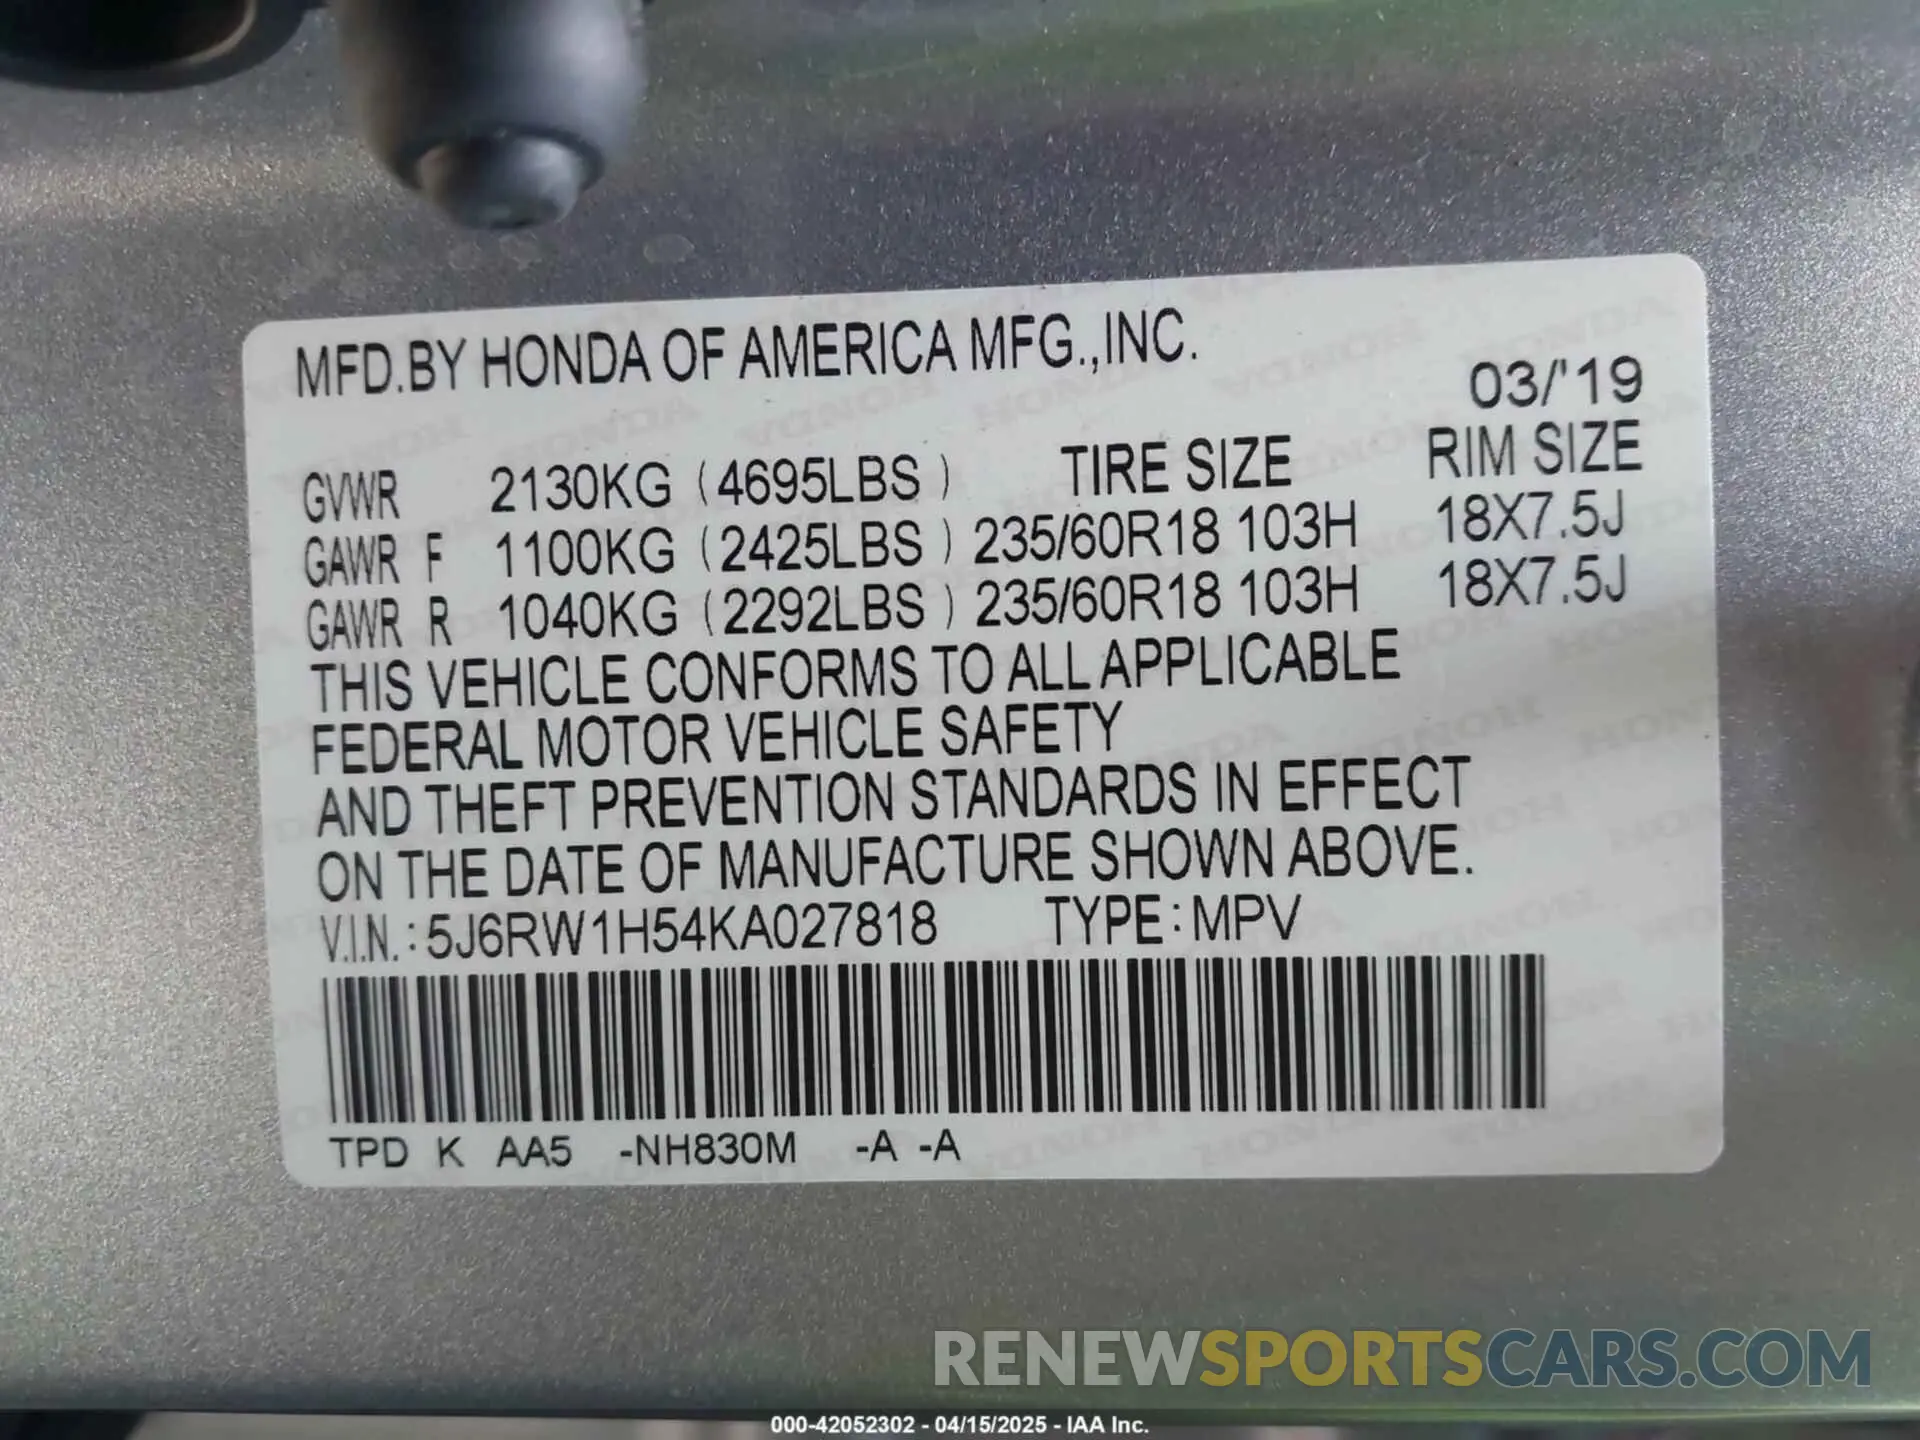 MFD.BY HONDA OF AMERICA MFG.,INC.
03/'19
GVWR 2130KG (4695LBS ) TIRE SIZE RIM SIZE
GAWR F 1100KG (2425LBS ) 235/60R18 103H 18X7.5J
GAWR R 1040KG (2292LBS ) 235/60R18 103H 18X7.5J
THIS VEHICLE CONFORMS TO ALL APPLICABLE
FEDERAL MOTOR VEHICLE SAFETY
AND THEFT PREVENTION STANDARDS IN EFFECT
ON THE DATE OF MANUFACTURE SHOWN ABOVE.
V.I.N.: 5J6RW1H54KA027818 TYPE: MPV
TPD K AA5 -NH830M -A -A
RENEWSPORTSCARS.COM
000-42052302 - 04/15/2025 - IAA Inc.